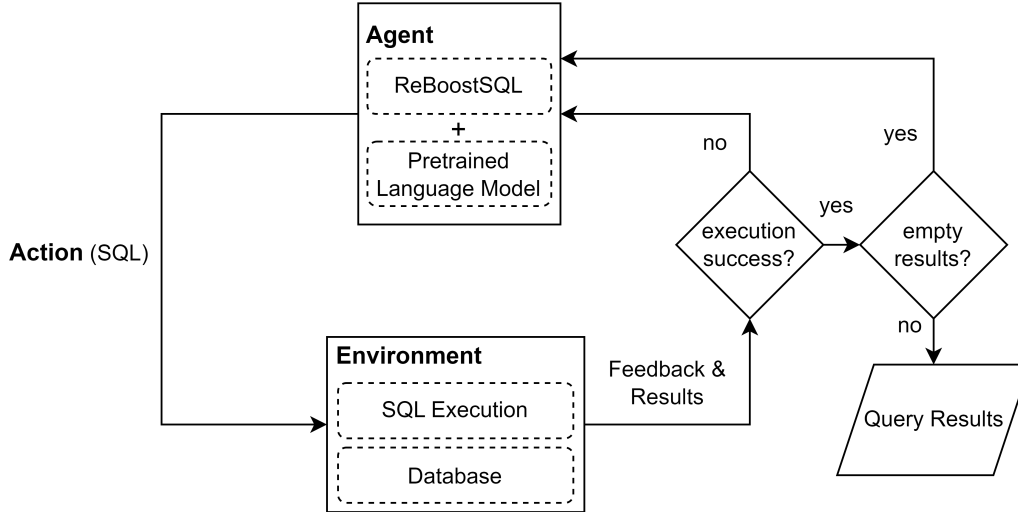 Agent
ReBoostSQL
+
Pretrained
Language Model
no
yes
yes
execution
success?
empty
results?
Action (SQL)
no
Environment
Feedback &
Results
SQL Execution
Query Results
Database